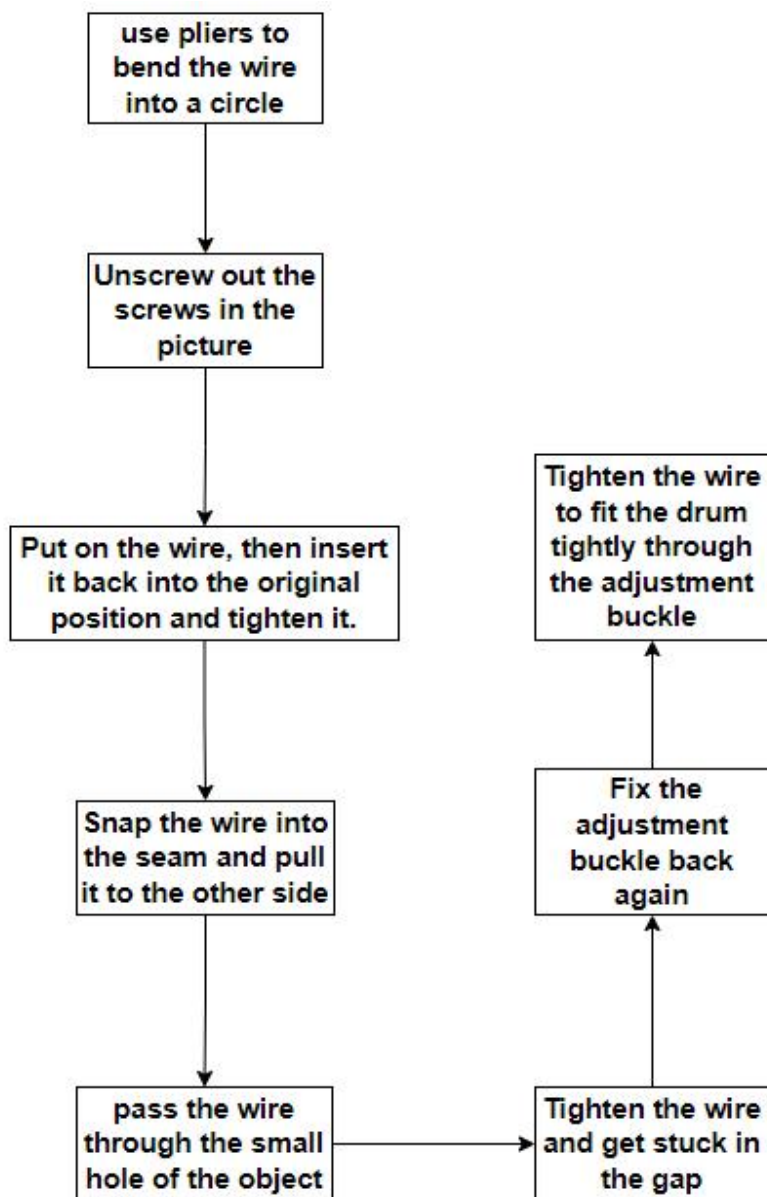 use pliers to
bend the wire
into a circle
Unscrew out the
screws in the
picture
Put on the wire, then insert
it back into the original
position and tighten it.
Snap the wire into
the seam and pull
it to the other side
pass the wire
through the small
hole of the object
Tighten the wire
and get stuck in
the gap
Fix the
adjustment
buckle back
again
Tighten the wire
to fit the drum
tightly through
the adjustment
buckle